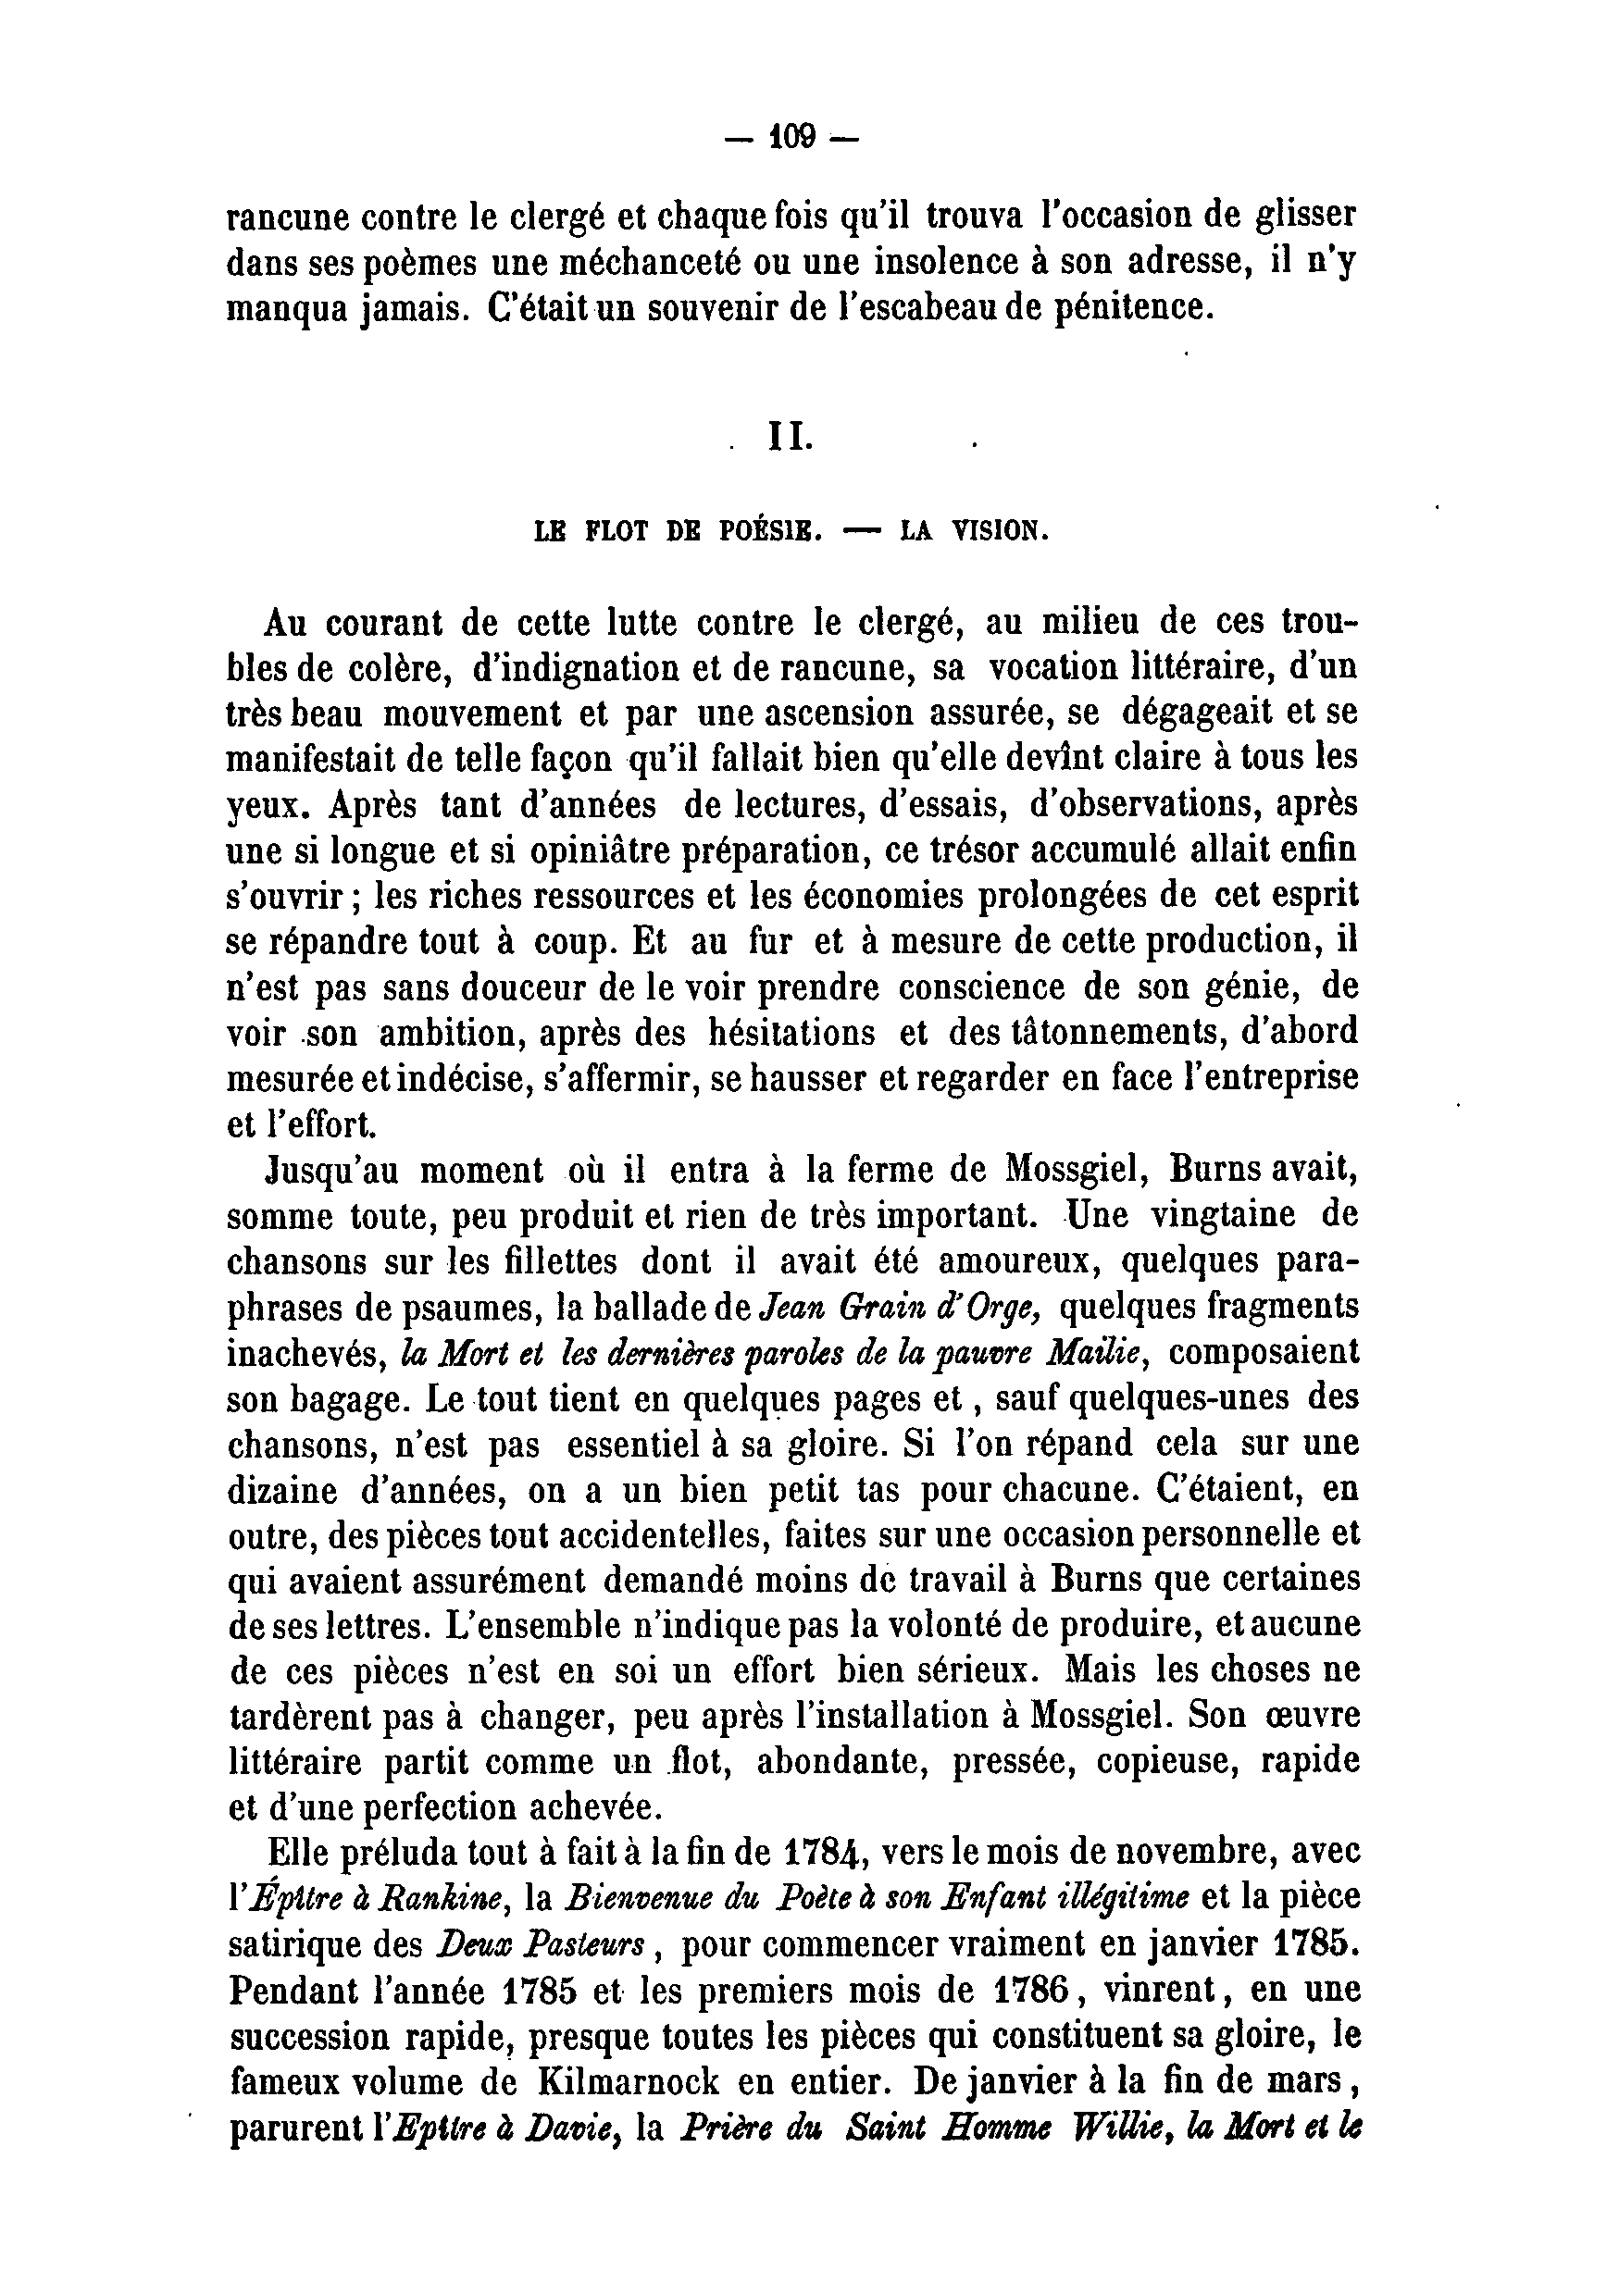 — 109 —
rancune contre le clergé et chaque fois qu'il trouva l'occasion de glisser
dans ses poèmes une méchanceté ou une insolence à son adresse, il n'y
manqua jamais. C'était un souvenir de l'escabeau de pénitence.
II.
LE FLOT DE POÉSIE. — LA VISION.
Au courant de cette lutte contre le clergé, au milieu de ces trou-
bles de colère, d'indignation et de rancune, sa vocation littéraire, d'un
très beau mouvement et par une ascension assurée, se dégageait et se
manifestait de telle façon qu'il fallait bien qu'elle devînt claire à tous les
yeux. Après tant d'années de lectures, d'essais, d'observations, après
une si longue et si opiniâtre préparation, ce trésor accumulé allait enfin
s'ouvrir ; les riches ressources et les économies prolongées de cet esprit
se répandre tout à coup. Et au fur et à mesure de cette production, il
n'est pas sans douceur de le voir prendre conscience de son génie, de
voir son ambition, après des hésitations et des tâtonnements, d'abord
mesurée et indécise, s'affermir, se hausser et regarder en face l'entreprise
et l'effort.
Jusqu'au moment où il entra à la ferme de Mossgiel, Burns avait,
somme toute, peu produit et rien de très important. Une vingtaine de
chansons sur les fillettes dont il avait été amoureux, quelques para-
phrases de psaumes, la ballade de Jean Grain d'Orge, quelques fragments
inachevés, la Mort et les dernières paroles de la pauvre Mailie, composaient
son bagage. Le tout tient en quelques pages et , sauf quelques-unes des
chansons, n'est pas essentiel à sa gloire. Si l'on répand cela sur une
dizaine d'années, on a un bien petit tas pour chacune. C'étaient, en
outre, des pièces tout accidentelles, faites sur une occasion personnelle et
qui avaient assurément demandé moins de travail à Burns que certaines
de ses lettres. L'ensemble n'indique pas la volonté de produire, et aucune
de ces pièces n'est en soi un effort bien sérieux. Mais les choses ne
tardèrent pas à changer, peu après l'installation à Mossgiel. Son œuvre
littéraire partit comme un flot, abondante, pressée, copieuse, rapide
et d'une perfection achevée.
Elle préluda tout à fait à la fin de 1784, vers le mois de novembre, avec
l'Épître à Rankine, la Bienvenue du Poète à son Enfant illégitime et la pièce
satirique des Deux Pasteurs , pour commencer vraiment en janvier 1785.
Pendant l'année 1785 et les premiers mois de 1786 , vinrent, en une
succession rapide, presque toutes les pièces qui constituent sa gloire, le
fameux volume de Kilmarnock en entier. De janvier à la fin de mars ,
parurent l'Epître à Davie, la Prière du Saint Homme Willie, la Mort et le